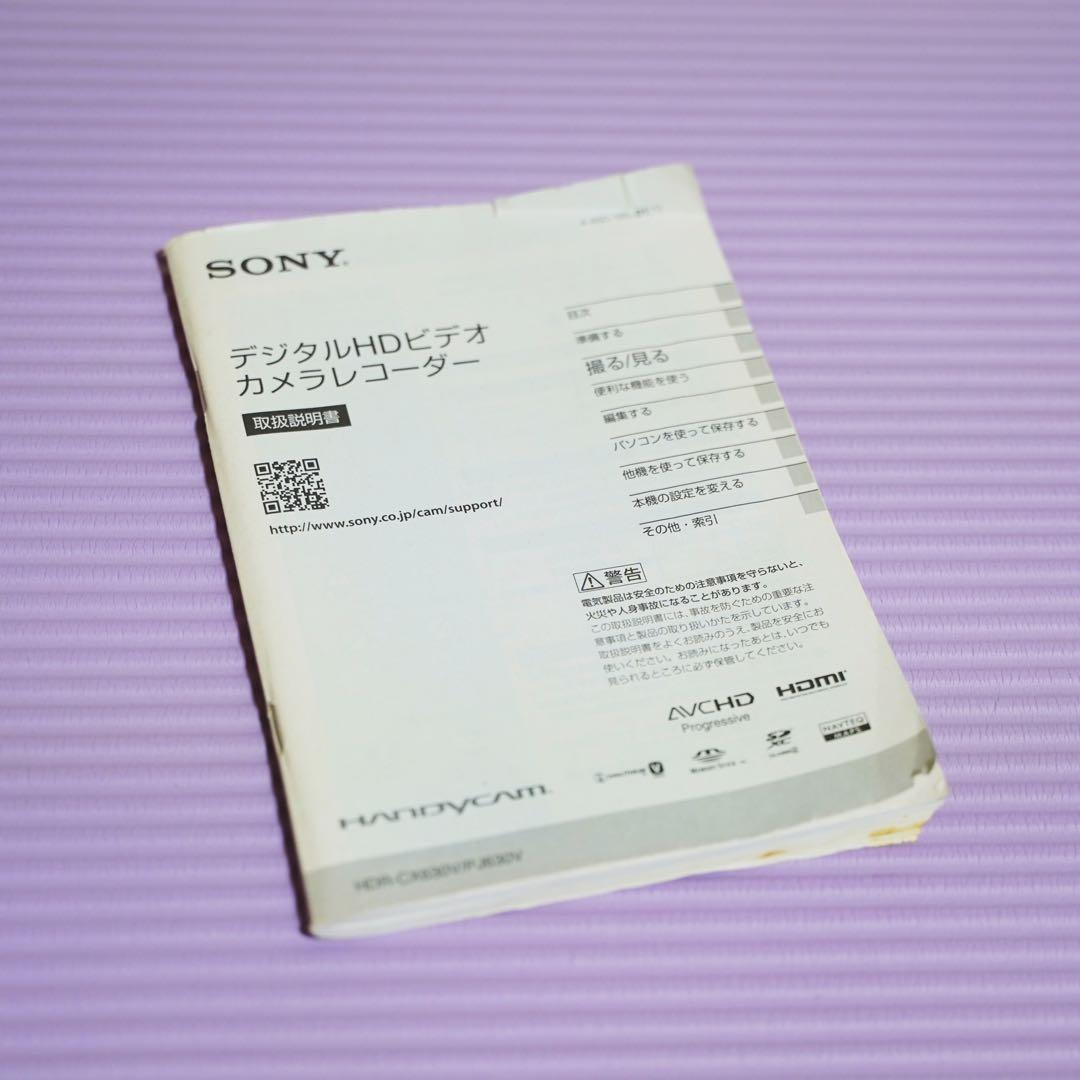 SONY
デジタルHDビデオ
カメラレコーダー
取扱説明書
http://www.sony.co.jp/cam/support/
目次
準備する
撮る/見る
便利な機能を使う
編集する
パソコンを使って保存する
他機を使って保存する
本機の設定を変える
その他・索引
警告
電気製品は安全のための注意事項を守らないと、
火災や人身事故になることがあります。
この取扱説明書には、事故を防ぐための重要な注
意事項と製品の取り扱いかたを示しています。
取扱説明書をよくお読みのうえ、製品を安全にお
使いください。お読みになったあとは、いつでも
見られるところに必ず保管してください。
AVCHD
Progressive
HDMI
SD
XC
NAVTEQ
MAPS
HANDYCAM
HDR-CX630V/PJ630V